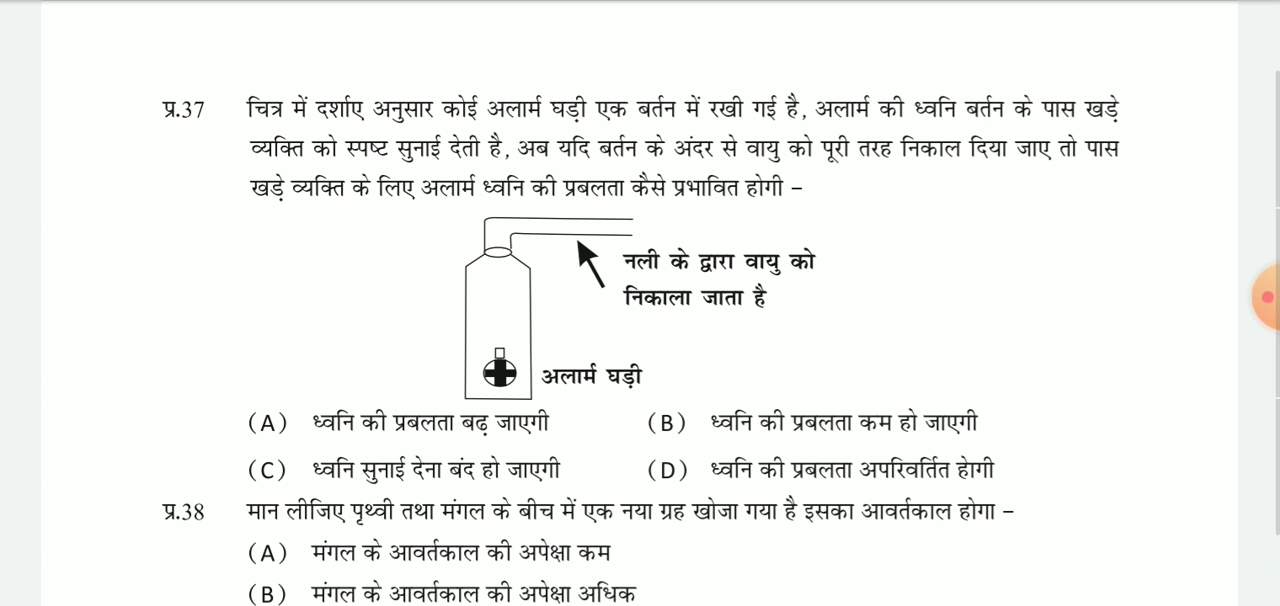 प्र.37 चित्र में दर्शाए अनुसार कोई अलार्म घड़ी एक बर्तन में रखी गई है, अलार्म की ध्वनि बर्तन के पास खड़े
व्यक्ति को स्पष्ट सुनाई देती है, अब यदि बर्तन के अंदर से वायु को पूरी तरह निकाल दिया जाए तो पास
खड़े व्यक्ति के लिए अलार्म ध्वनि की प्रबलता कैसे प्रभावित होगी –
नली के द्वारा वायु को
निकाला जाता है
अलार्म घड़ी
(A) ध्वनि की प्रबलता बढ़ जाएगी (B) ध्वनि की प्रबलता कम हो जाएगी
(C) ध्वनि सुनाई देना बंद हो जाएगी (D) ध्वनि की प्रबलता अपरिवर्तित हेागी
प्र.38 मान लीजिए पृथ्वी तथा मंगल के बीच में एक नया ग्रह खोजा गया है इसका आवर्तकाल होगा –
(A) मंगल के आवर्तकाल की अपेक्षा कम
(B) मंगल के आवर्तकाल की अपेक्षा अधिक